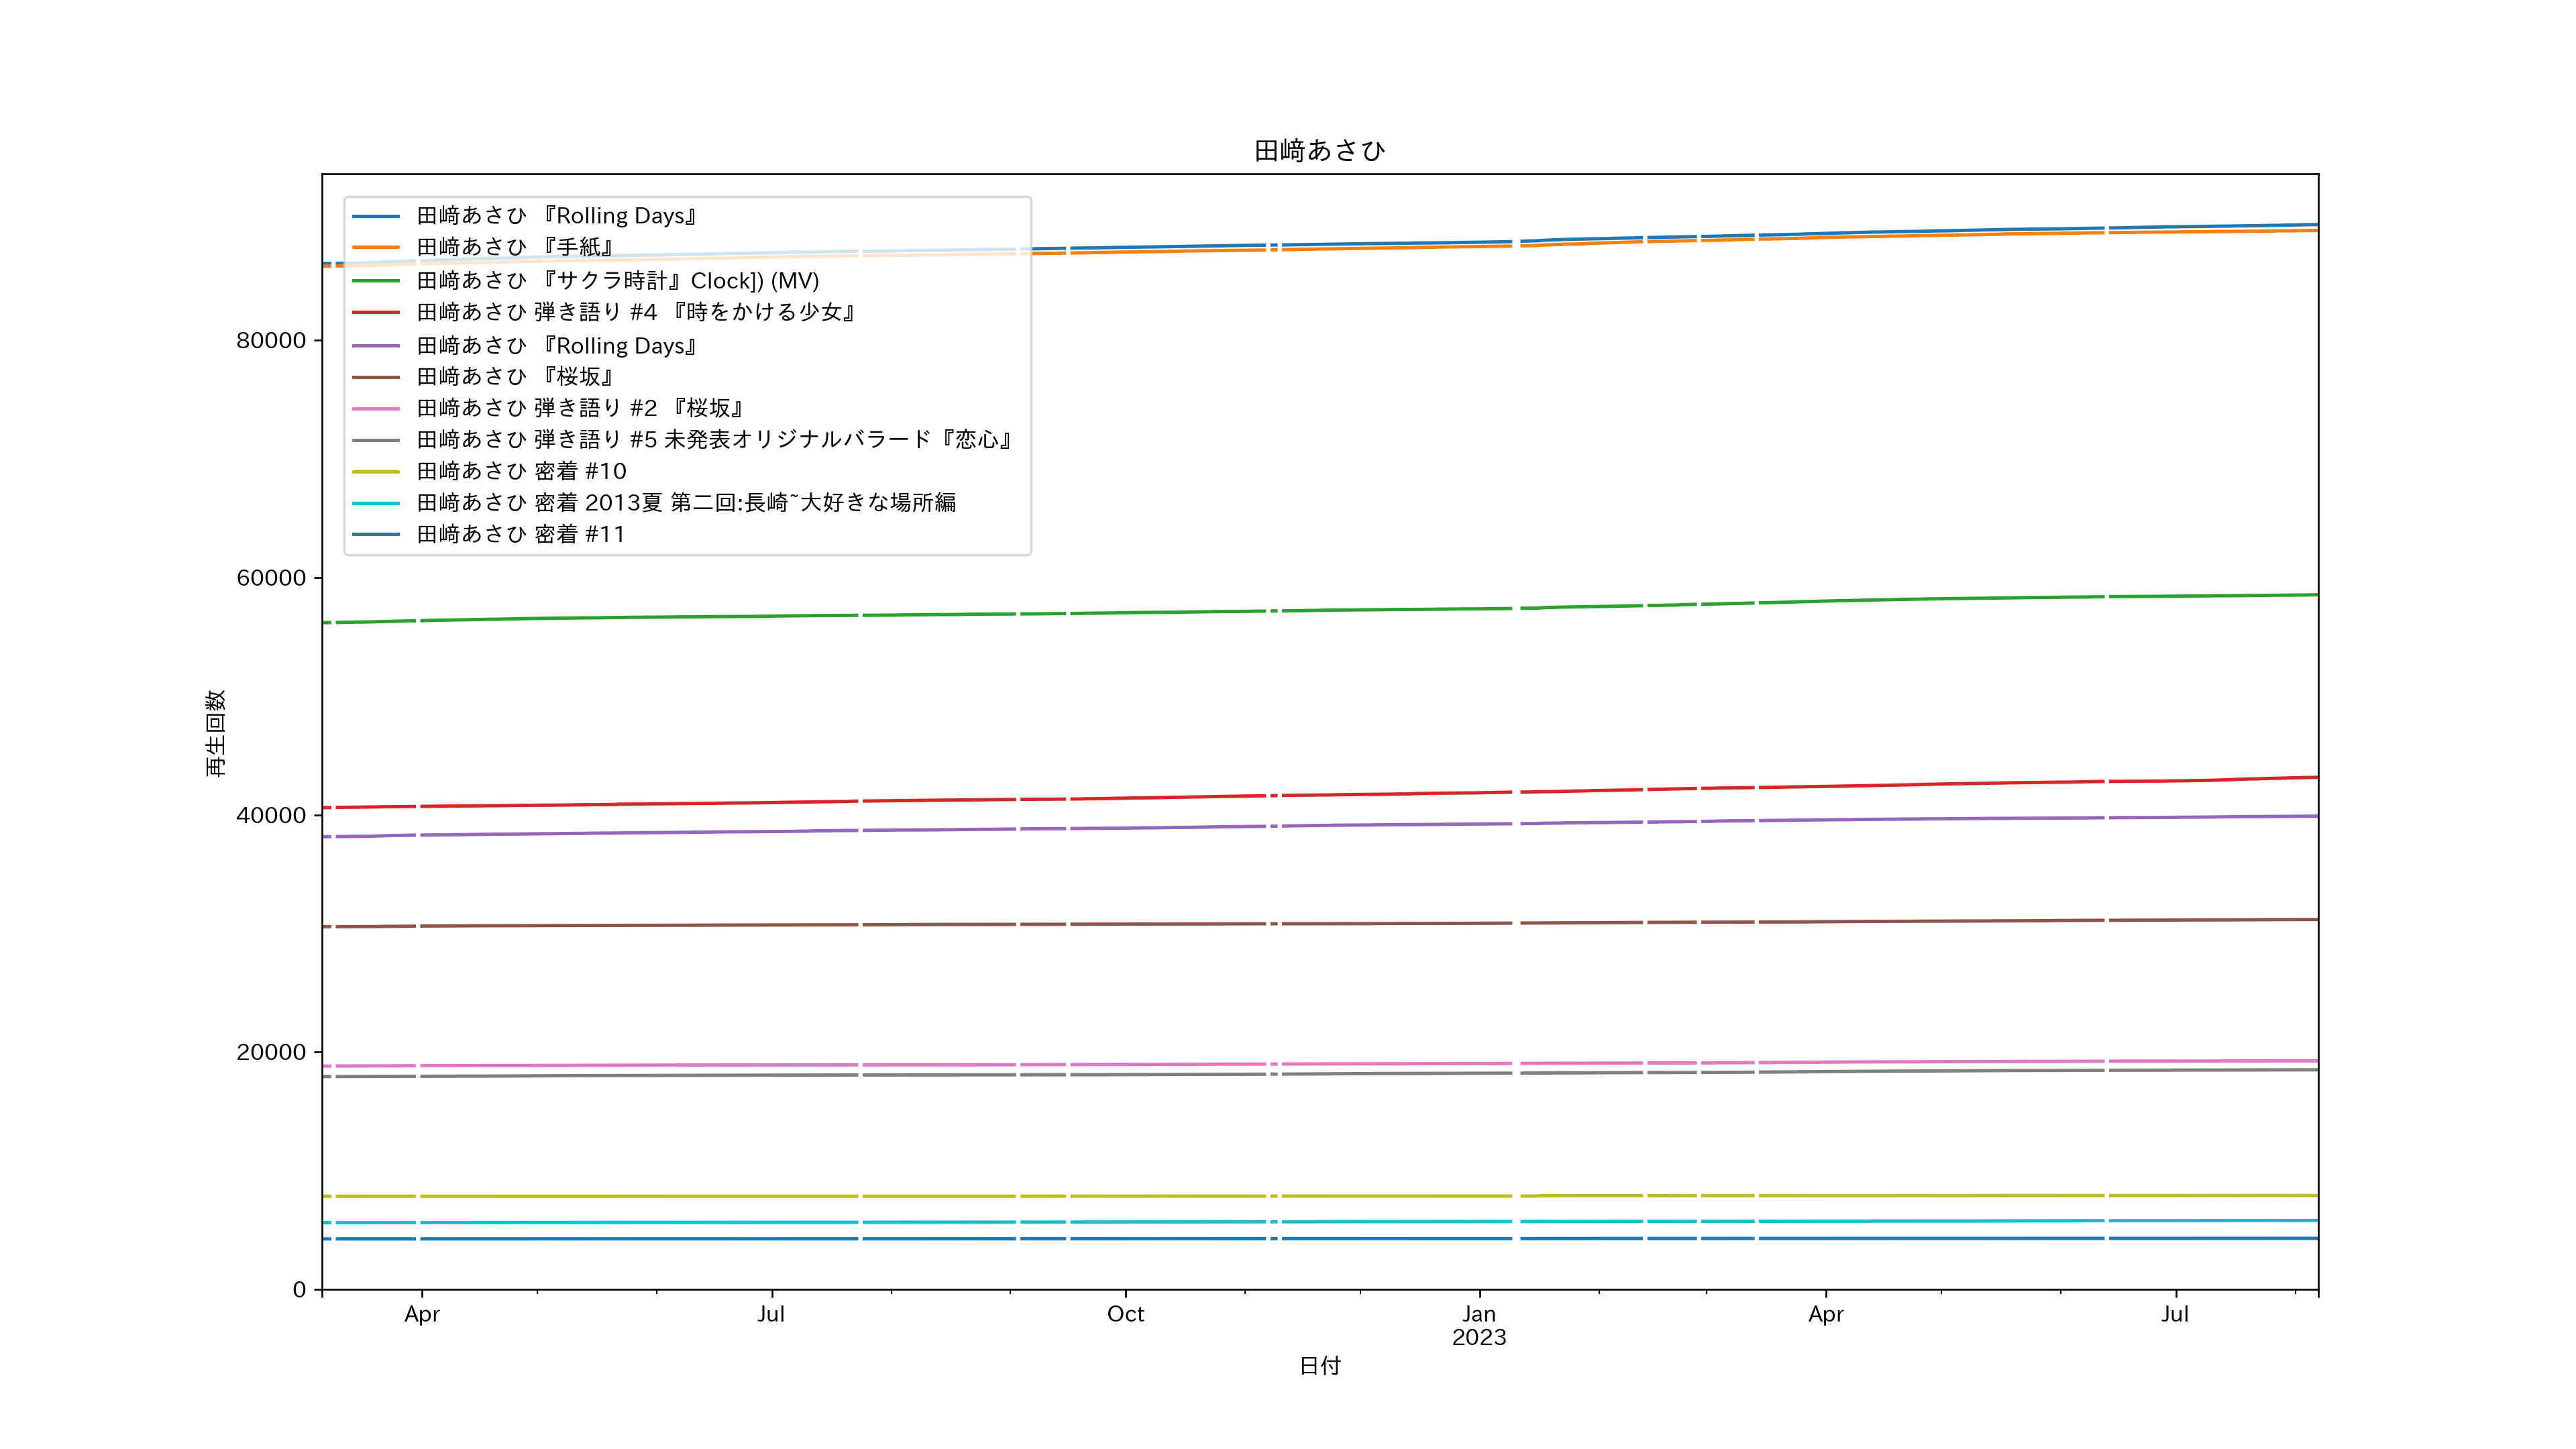 田﨑あさひ
田﨑あさひ 『Rolling Days』
田﨑あさひ 『手紙』
田﨑あさひ 『サクラ時計』Clock]) (MV)
田﨑あさひ 弾き語り #4 『時をかける少女』
田﨑あさひ 『Rolling Days』
田﨑あさひ 『桜坂』
田﨑あさひ 弾き語り #2 『桜坂』
田﨑あさひ 弾き語り #5 未発表オリジナルバラード『恋心』
田﨑あさひ 密着 #10
田﨑あさひ 密着 2013夏 第二回:長崎~大好きな場所編
田﨑あさひ 密着 #11
80000
60000
40000
20000
0
再生回数
Apr
Jul
Oct
Jan
2023
Apr
Jul
日付